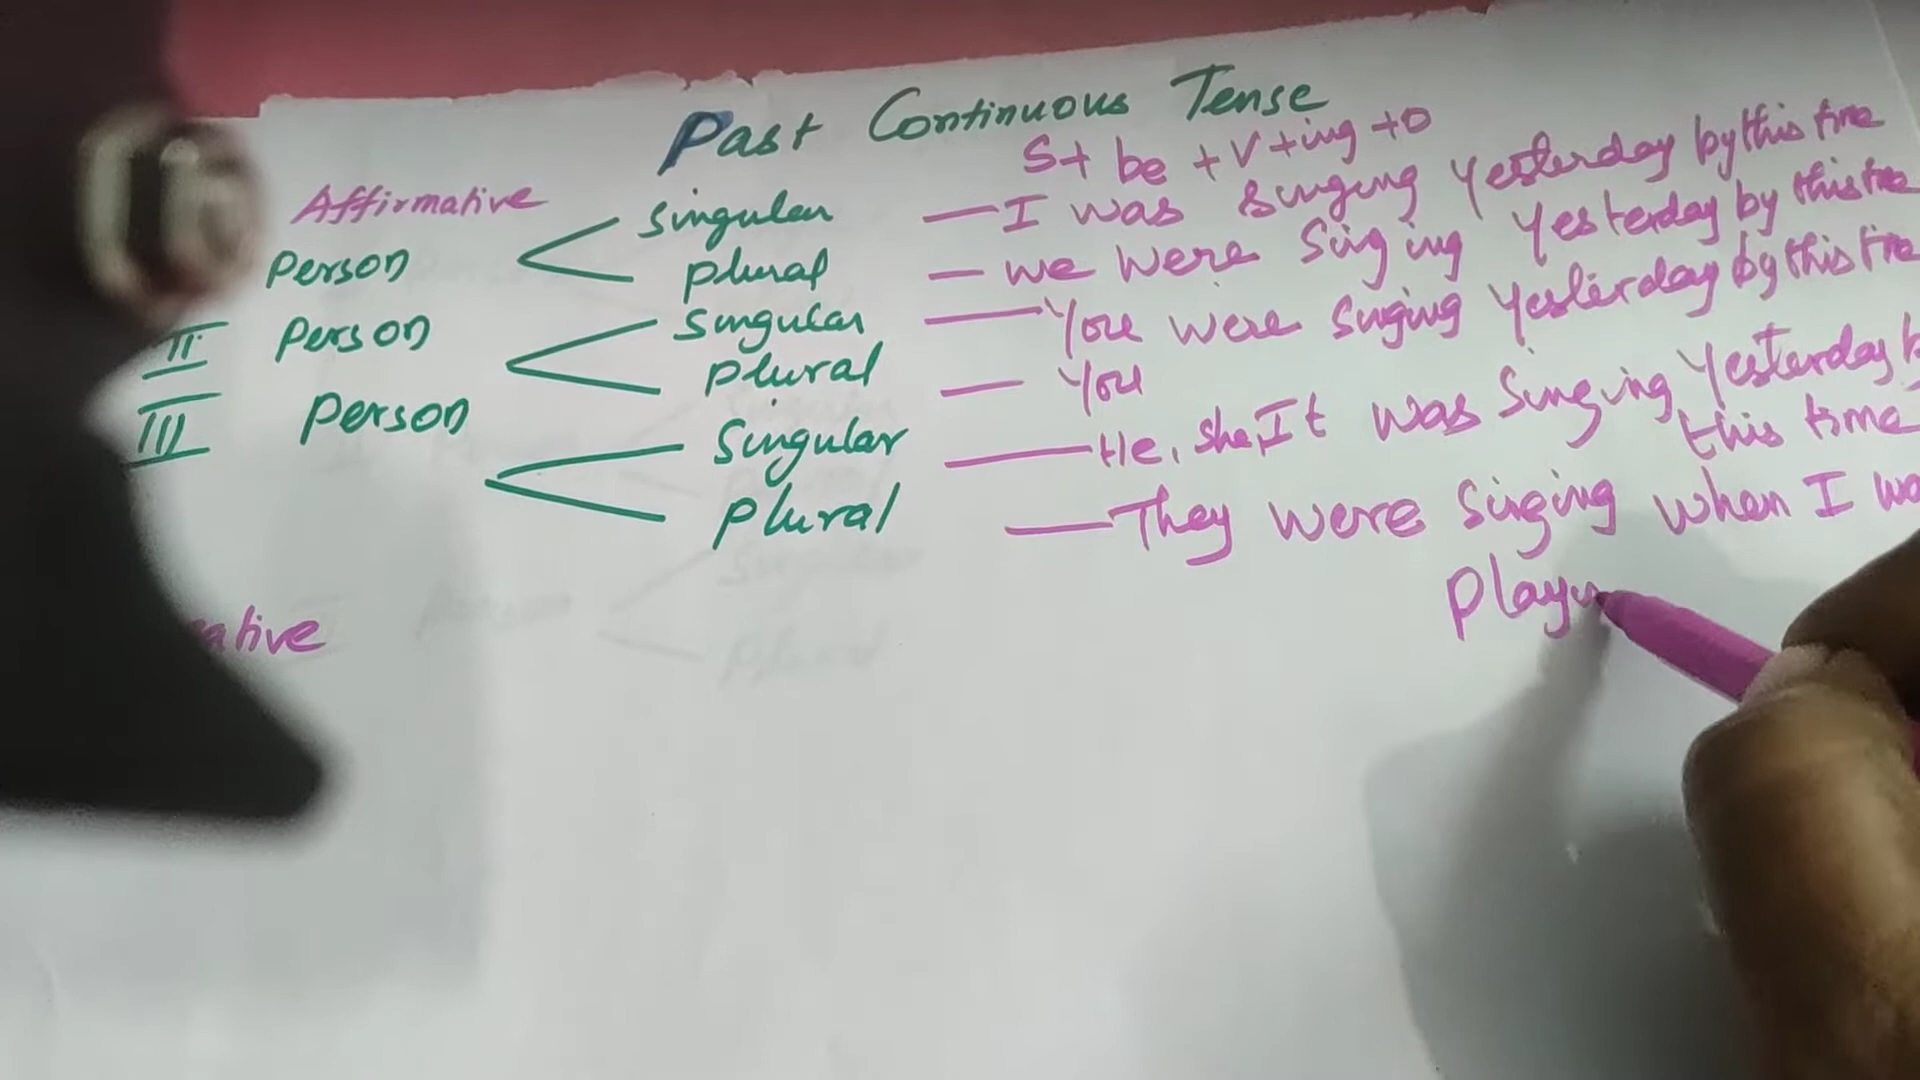 Past Continuous Tense
S+ be +V+ing+O
Affirmative
Person Singular — I was singing Yesterday by this time
plural — we were singing Yesterday by this time
II Person Singular — You were singing Yesterday by this time
plural — You
III Person Singular — He, she, It was singing Yesterday
this time
plural — They were singing when I wa
ative
Play